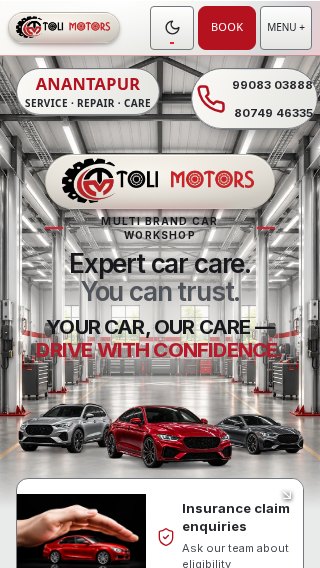 TOLI MOTORS
BOOK
MENU +
ANANTAPUR
SERVICE · REPAIR · CARE
99083 03888
80749 46335
TOLI MOTORS
MULTI BRAND CAR
WORKSHOP
Expert car care.
You can trust.
YOUR CAR, OUR CARE —
DRIVE WITH CONFIDENCE.
Insurance claim
enquiries
Ask our team about
eligibility